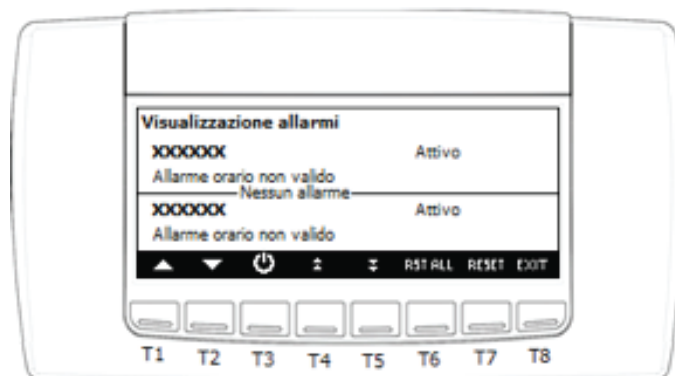 Visualizzazione allarmi
XXXXXX Attivo
Allarme orario non valido
Nessun allarme
XXXXXX Attivo
Allarme orario non valido
RST ALL RESET EXIT
T1 T2 T3 T4 T5 T6 T7 T8